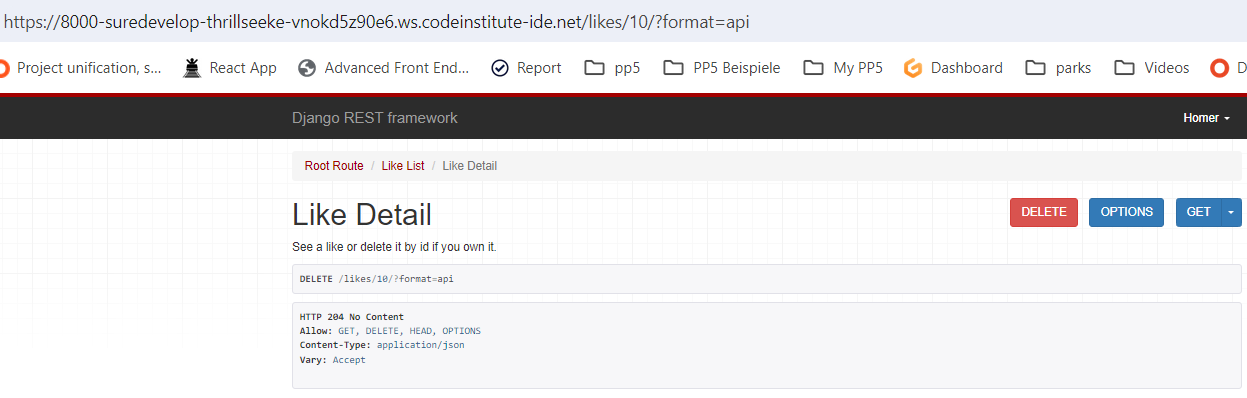 https://8000-suredevelop-thrillseeke-vnokd5z90e6.ws.codeinstitute-ide.net/likes/10/?format=api
Project unification, s... React App Advanced Front End... Report pp5 PP5 Beispiele My PP5 Dashboard parks Videos D
Django REST framework Homer
Root Route / Like List / Like Detail
Like Detail DELETE OPTIONS GET
See a like or delete it by id if you own it.
DELETE /likes/10/?format=api
HTTP 204 No Content
Allow: GET, DELETE, HEAD, OPTIONS
Content-Type: application/json
Vary: Accept